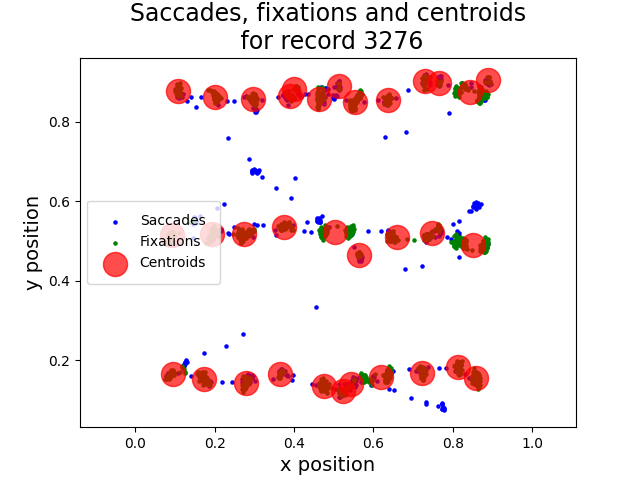 Saccades, fixations and centroids
for record 3276
0.8
0.6
0.4
0.2
y position
Saccades
Fixations
Centroids
0.0 0.2 0.4 0.6 0.8 1.0
x position